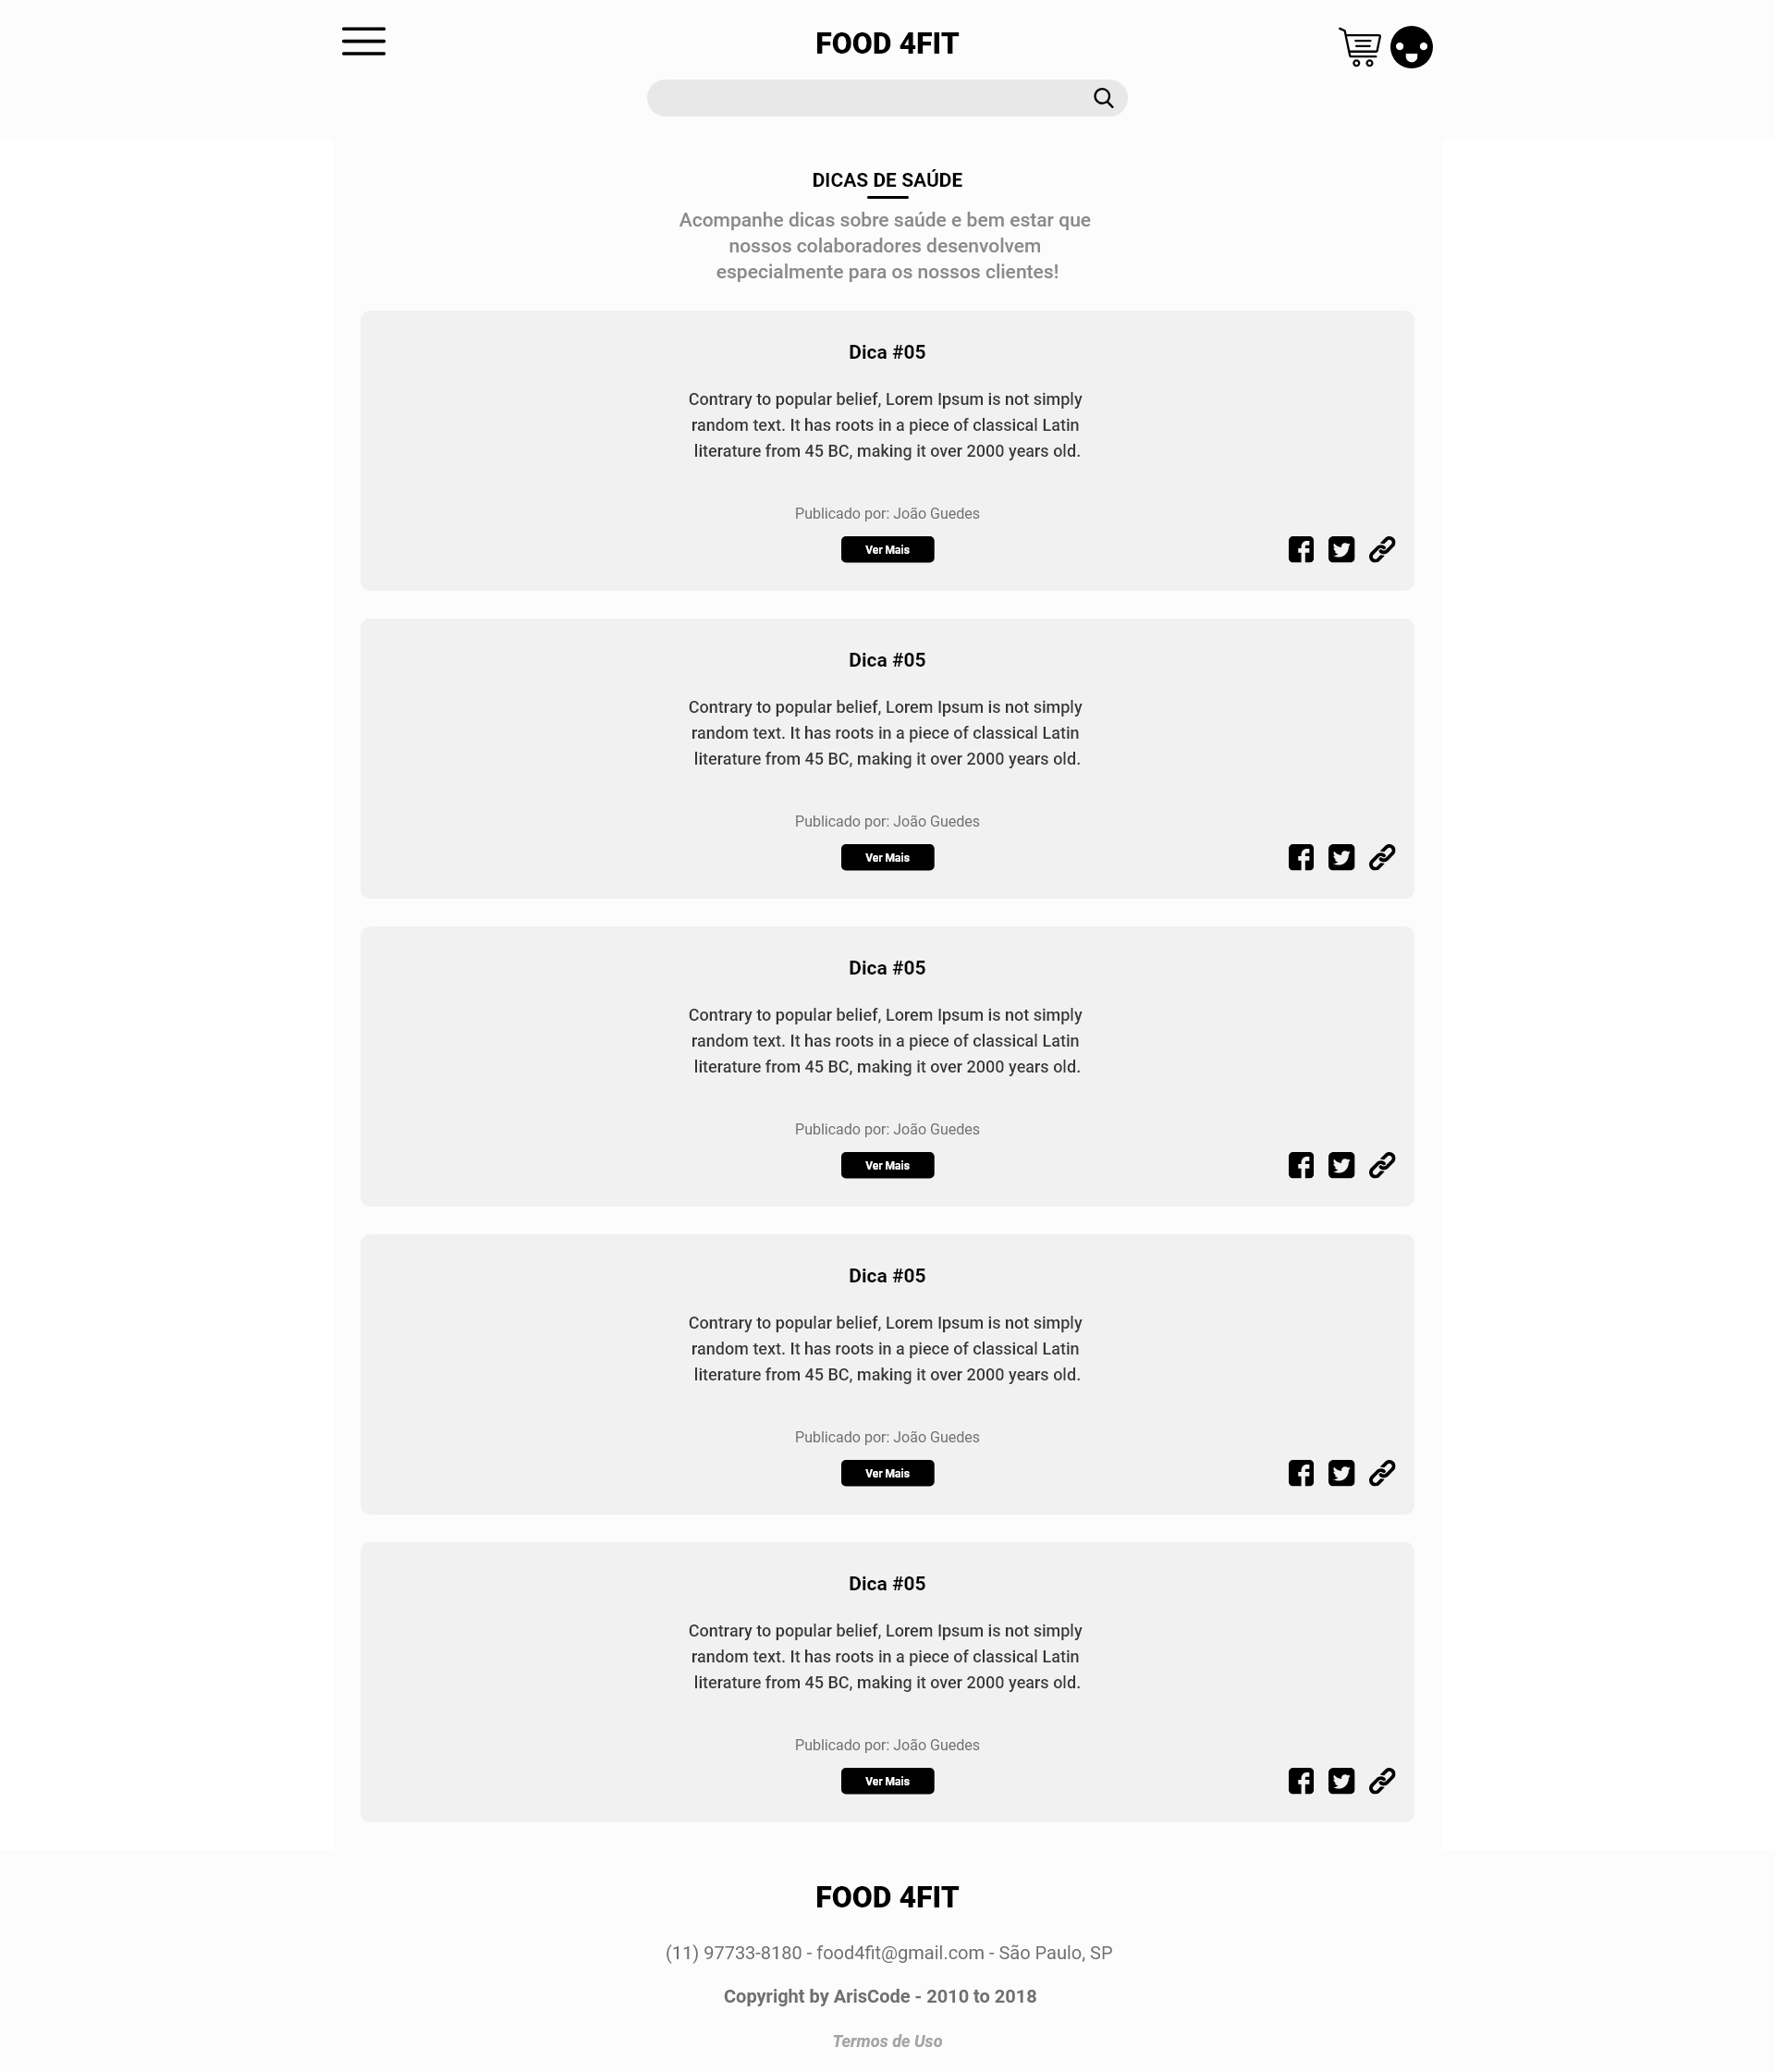 FOOD 4FIT
DICAS DE SAÚDE
Acompanhe dicas sobre saúde e bem estar que
nossos colaboradores desenvolvem
especialmente para os nossos clientes!
Dica #05
Contrary to popular belief, Lorem Ipsum is not simply
random text. It has roots in a piece of classical Latin
literature from 45 BC, making it over 2000 years old.
Publicado por: João Guedes
Ver Mais
Dica #05
Contrary to popular belief, Lorem Ipsum is not simply
random text. It has roots in a piece of classical Latin
literature from 45 BC, making it over 2000 years old.
Publicado por: João Guedes
Ver Mais
Dica #05
Contrary to popular belief, Lorem Ipsum is not simply
random text. It has roots in a piece of classical Latin
literature from 45 BC, making it over 2000 years old.
Publicado por: João Guedes
Ver Mais
Dica #05
Contrary to popular belief, Lorem Ipsum is not simply
random text. It has roots in a piece of classical Latin
literature from 45 BC, making it over 2000 years old.
Publicado por: João Guedes
Ver Mais
Dica #05
Contrary to popular belief, Lorem Ipsum is not simply
random text. It has roots in a piece of classical Latin
literature from 45 BC, making it over 2000 years old.
Publicado por: João Guedes
Ver Mais
FOOD 4FIT
(11) 97733-8180 - food4fit@gmail.com - São Paulo, SP
Copyright by ArisCode - 2010 to 2018
Termos de Uso